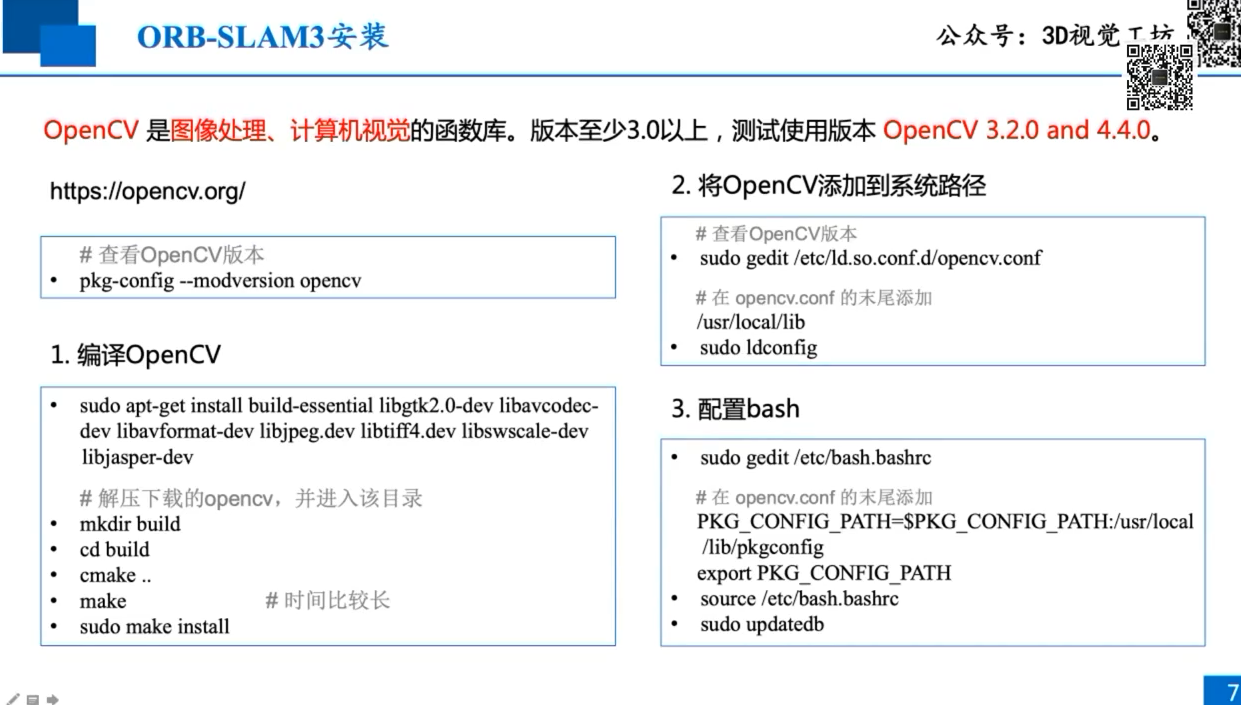 ORB-SLAM3安装
公众号：3D视觉工坊
OpenCV 是图像处理、计算机视觉的函数库。版本至少3.0以上，测试使用版本 OpenCV 3.2.0 and 4.4.0。
https://opencv.org/
# 查看OpenCV版本
• pkg-config --modversion opencv
1. 编译OpenCV
• sudo apt-get install build-essential libgtk2.0-dev libavcodec-
dev libavformat-dev libjpeg.dev libtiff4.dev libswscale-dev
libjasper-dev
# 解压下载的opencv，并进入该目录
• mkdir build
• cd build
• cmake ..
• make # 时间比较长
• sudo make install
2. 将OpenCV添加到系统路径
# 查看OpenCV版本
• sudo gedit /etc/ld.so.conf.d/opencv.conf
# 在 opencv.conf 的末尾添加
/usr/local/lib
• sudo ldconfig
3. 配置bash
• sudo gedit /etc/bash.bashrc
# 在 opencv.conf 的末尾添加
PKG_CONFIG_PATH=$PKG_CONFIG_PATH:/usr/local
/lib/pkgconfig
export PKG_CONFIG_PATH
• source /etc/bash.bashrc
• sudo updatedb
7